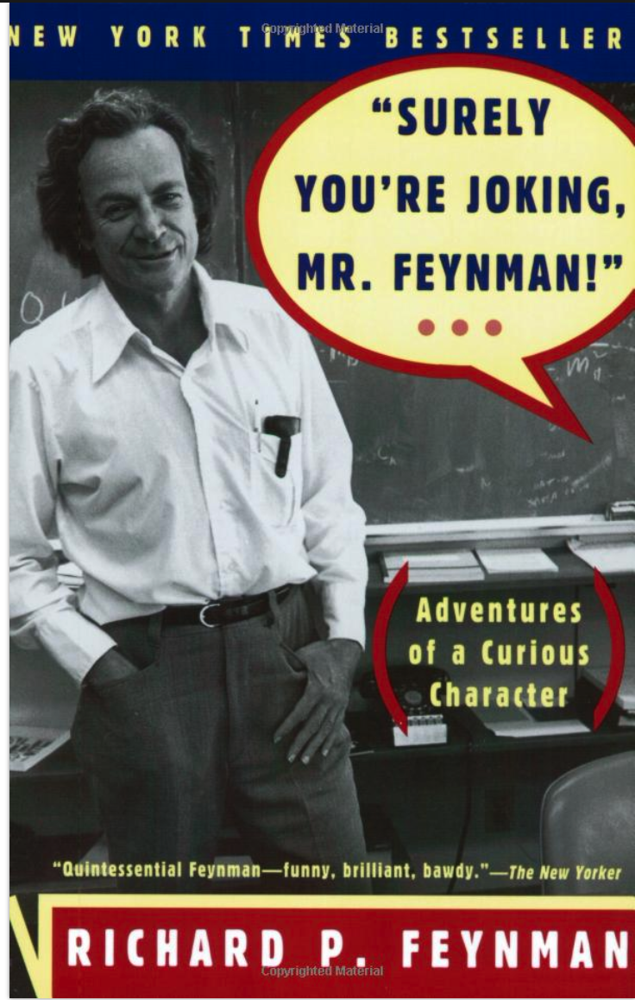 NEW YORK TIMES BESTSELLER
Copyrighted Material
“SURELY
YOU’RE JOKING,
MR. FEYNMAN!”
Adventures
of a Curious
Character
“Quintessential Feynman—funny, brilliant, bawdy.”—The New Yorker
RICHARD P. FEYNMAN
Copyrighted Material